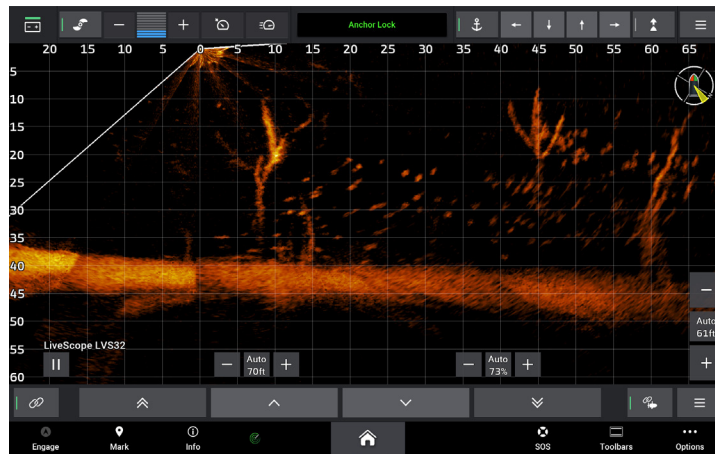 Anchor Lock
20 15 10 5 0 5 10 15 20 25 30 35 40 45 50 55 60 65
5
10
15
20
25
30
35
40
45
50
55
60
LiveScope LVS32
Auto
70ft
Auto
73%
Auto
61ft
Engage Mark Info SOS Toolbars Options